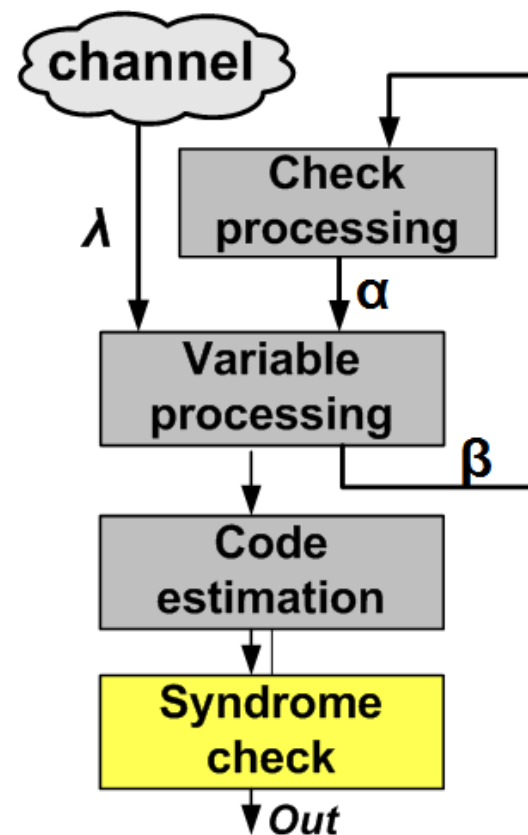 channel
Check
processing
λ
α
Variable
processing
β
Code
estimation
Syndrome
check
Out